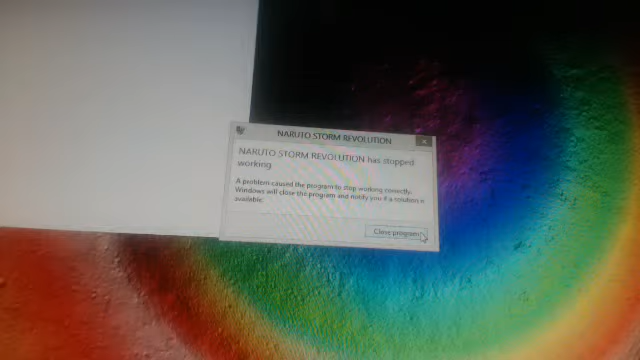 NARUTO STORM REVOLUTION
NARUTO STORM REVOLUTION has stopped
working
A problem caused the program to stop working correctly.
Windows will close the program and notify you if a solution is
available.
Close program